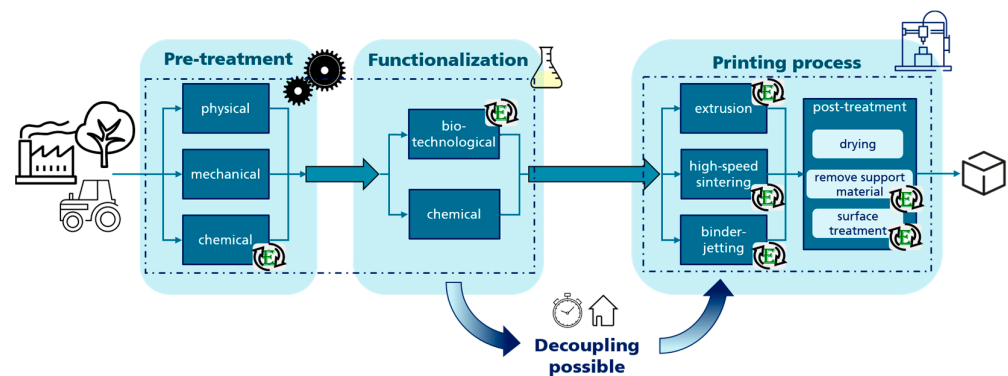 Pre-treatment
physical
mechanical
chemical
E
Functionalization
bio-
technological
E
chemical
Decoupling
possible
Printing process
extrusion
E
high-speed
sintering
E
binder-
jetting
E
post-treatment
drying
remove support
material
E
surface
treatment
E